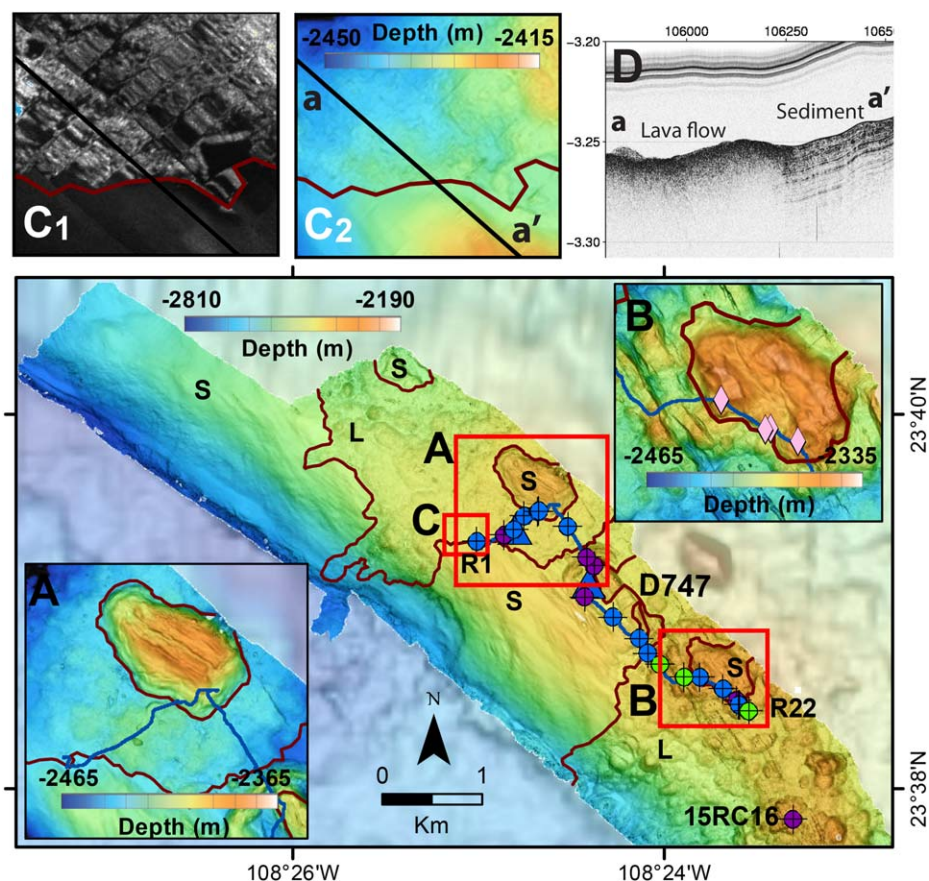 C1
-2450 Depth (m) -2415
a
C2
a'
106000 106250 1065
-3.20
D
a'
Sediment
a Lava flow
-3.25
-3.30
-2810 -2190
Depth (m)
S
S
L
A
S
C
R1
S
D747
S
B
R22
L
15RC16
N
0 1
Km
B
-2465 -2335
Depth (m)
A
-2465 -2365
Depth (m)
23°40'N
23°38'N
108°26'W 108°24'W